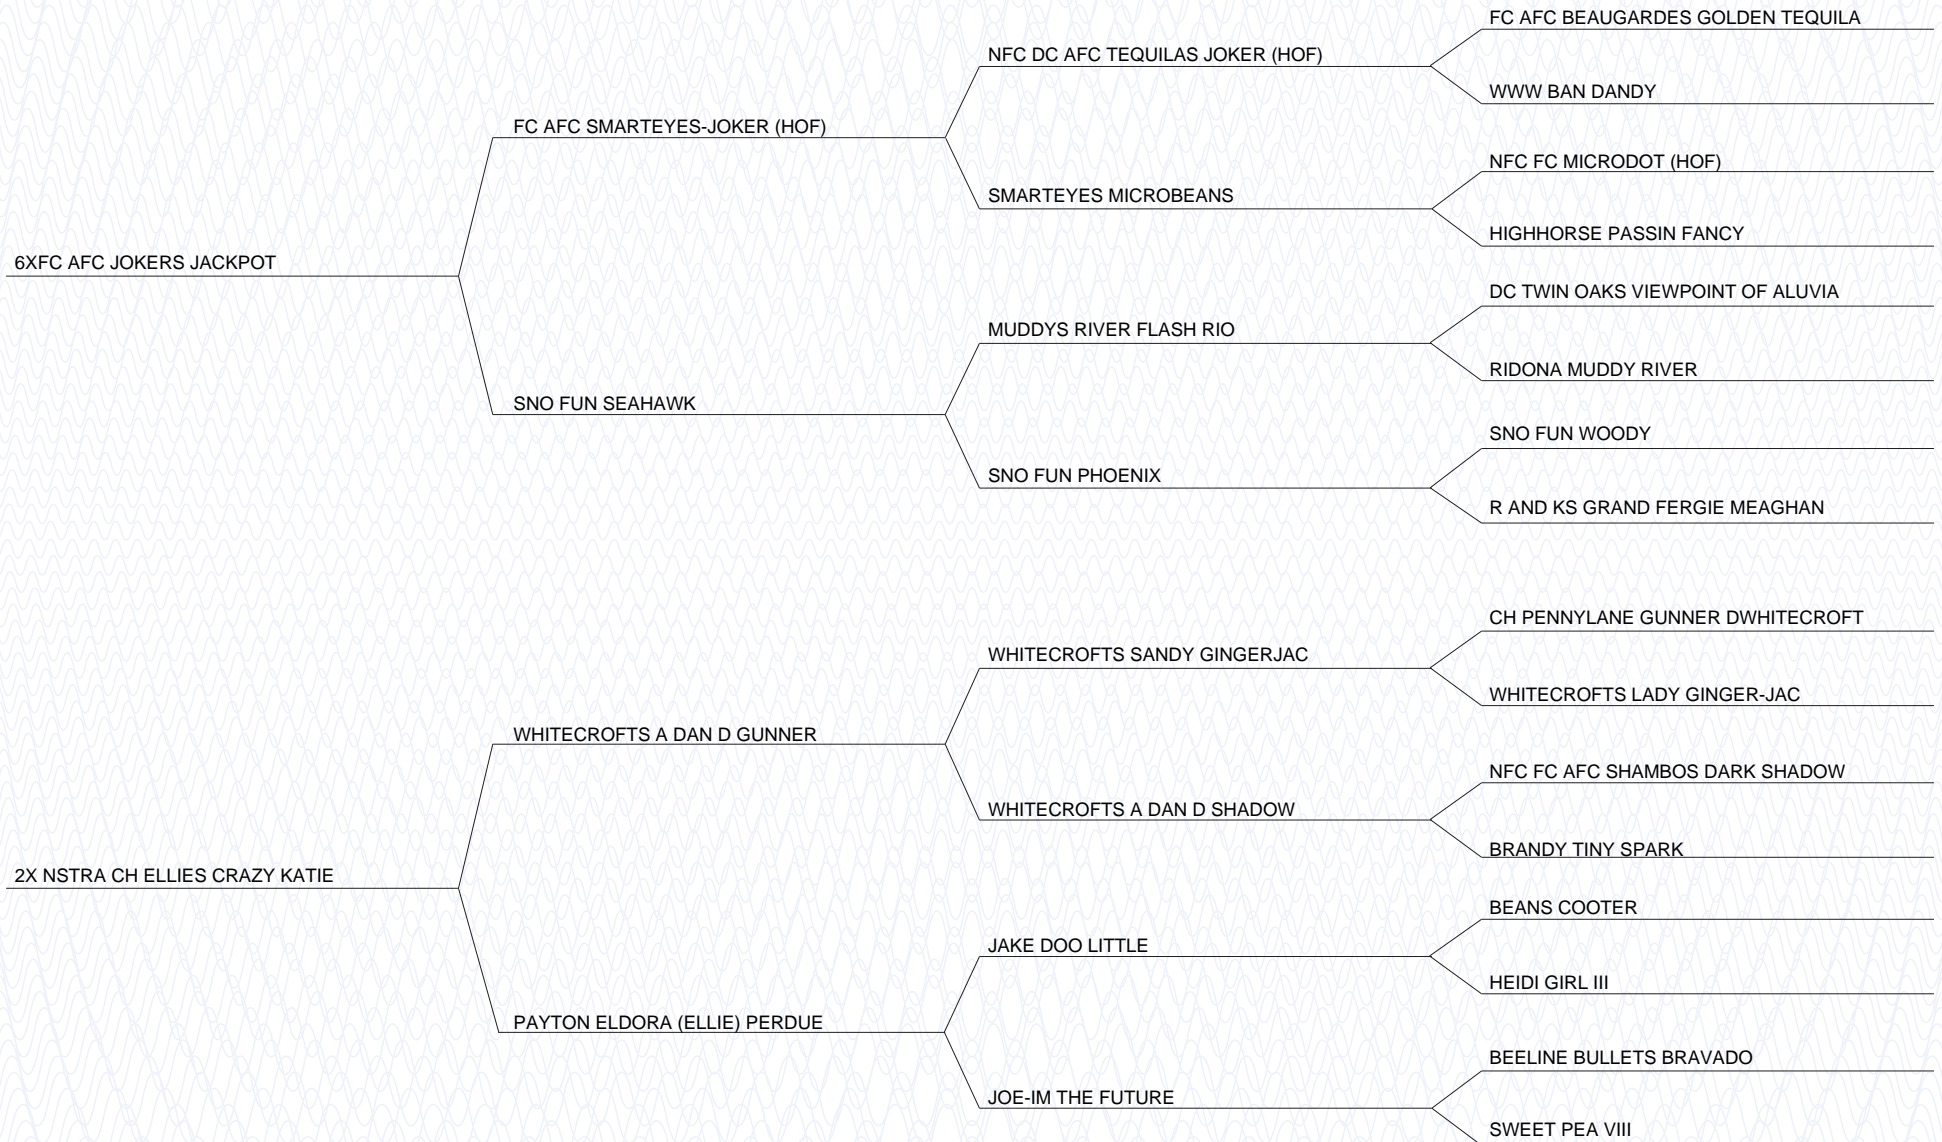 FC AFC BEAUGARDES GOLDEN TEQUILA
NFC DC AFC TEQUILAS JOKER (HOF)
WWW BAN DANDY
FC AFC SMARTEYES-JOKER (HOF)
NFC FC MICRODOT (HOF)
SMARTEYES MICROBEANS
HIGHHORSE PASSIN FANCY
6XFC AFC JOKERS JACKPOT
DC TWIN OAKS VIEWPOINT OF ALUVIA
MUDDYS RIVER FLASH RIO
RIDONA MUDDY RIVER
SNO FUN SEAHAWK
SNO FUN WOODY
SNO FUN PHOENIX
R AND KS GRAND FERGIE MEAGHAN
CH PENNYLANE GUNNER DWHITECROFT
WHITECROFTS SANDY GINGERJAC
WHITECROFTS LADY GINGER-JAC
WHITECROFTS A DAN D GUNNER
NFC FC AFC SHAMBOS DARK SHADOW
WHITECROFTS A DAN D SHADOW
BRANDY TINY SPARK
2X NSTRA CH ELLIES CRAZY KATIE
BEANS COOTER
JAKE DOO LITTLE
HEIDI GIRL III
PAYTON ELDORA (ELLIE) PERDUE
BEELINE BULLETS BRAVADO
JOE-IM THE FUTURE
SWEET PEA VIII